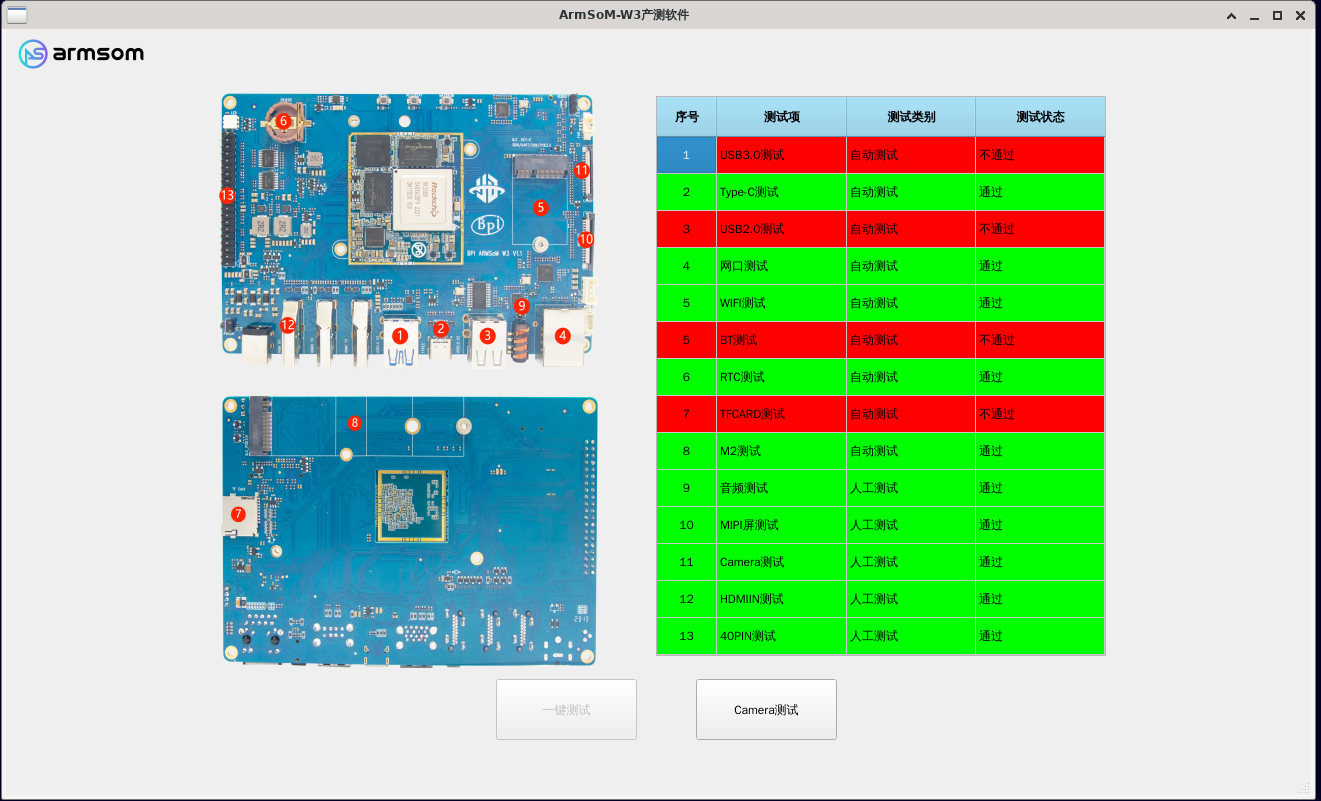 ArmSoM-W3产测软件
armsom
6
13
11
5
10
Rockchip
Bpi
BPI ARMSoM W3 V1.1
9
12
1
2
3
4
8
7
序号 测试项 测试类别 测试状态
1 USB3.0测试 自动测试 不通过
2 Type-C测试 自动测试 通过
3 USB2.0测试 自动测试 不通过
4 网口测试 自动测试 通过
5 WIFI测试 自动测试 通过
5 BT测试 自动测试 不通过
6 RTC测试 自动测试 通过
7 TFCARD测试 自动测试 不通过
8 M2测试 自动测试 通过
9 音频测试 人工测试 通过
10 MIPI屏测试 人工测试 通过
11 Camera测试 人工测试 通过
12 HDMIIN测试 人工测试 通过
13 40PIN测试 人工测试 通过
一键测试
Camera测试